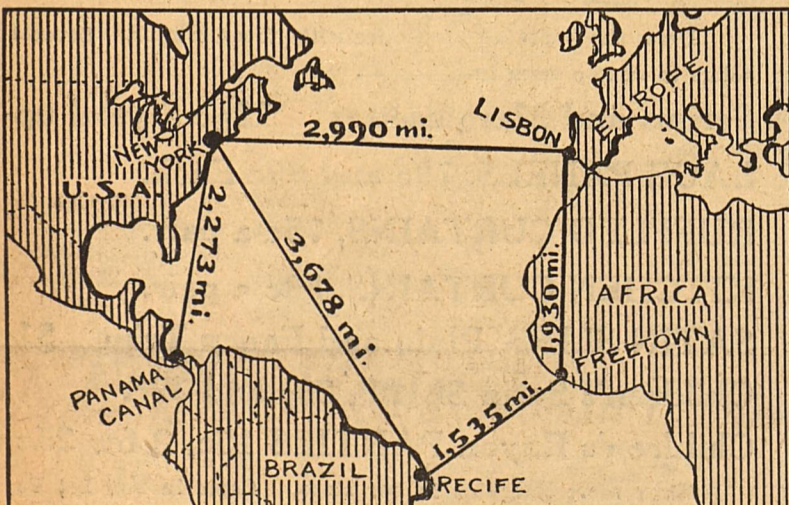 LISBON
EUROPE
2,990 mi.
NEW
YORK
U.S.A.
2,273 mi.
3,678 mi.
1,930 mi.
AFRICA
FREETOWN
PANAMA
CANAL
1,535 mi.
BRAZIL
RECIFE